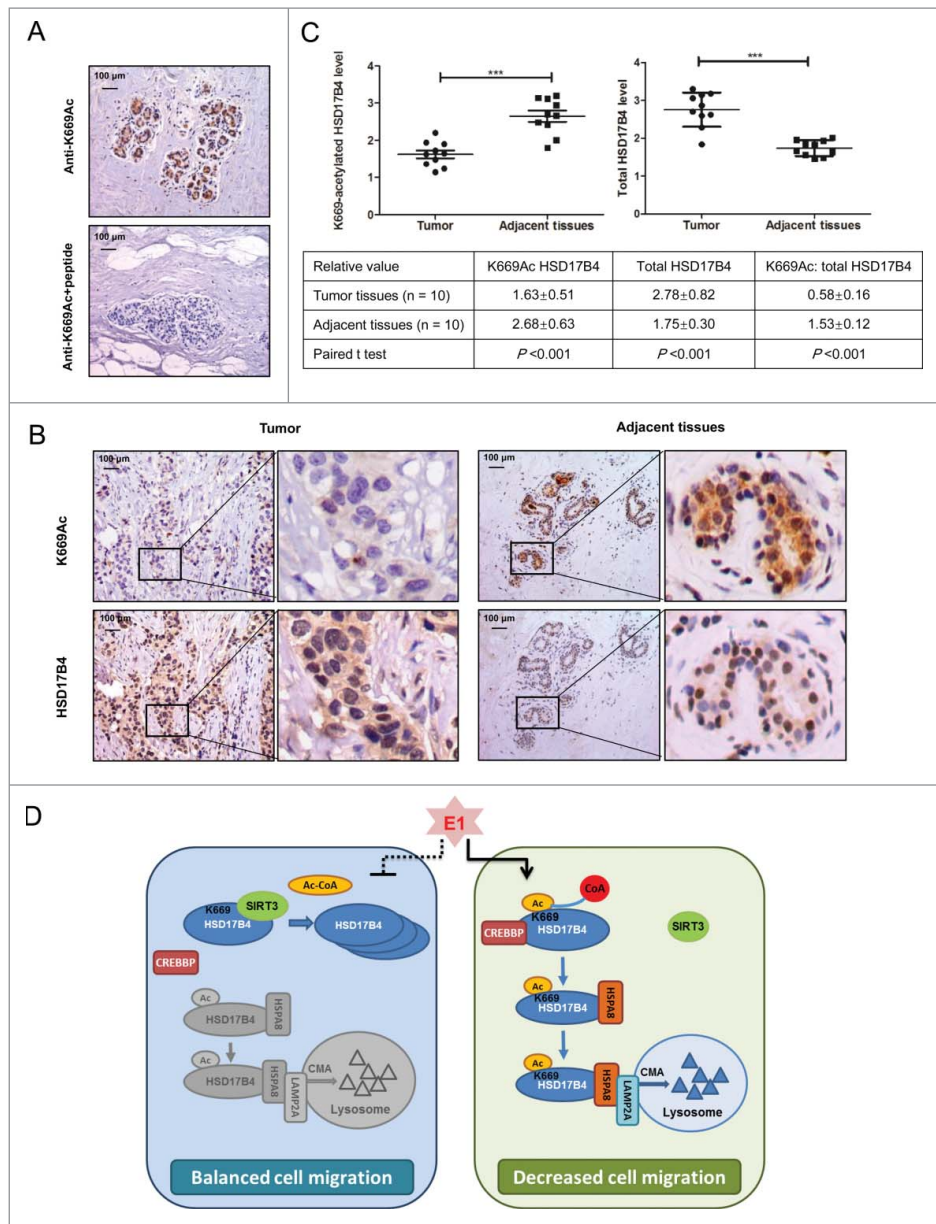 A
100 µm
Anti-K669Ac
100 µm
Anti-K669Ac+peptide
C
K669-acetylated HSD17B4 level
4
3
2
1
0
***
Tumor
Adjacent tissues
Total HSD17B4 level
4
3
2
1
0
***
Tumor
Adjacent tissues
Relative value K669Ac HSD17B4 Total HSD17B4 K669Ac: total HSD17B4
Tumor tissues (n = 10) 1.63±0.51 2.78±0.82 0.58±0.16
Adjacent tissues (n = 10) 2.68±0.63 1.75±0.30 1.53±0.12
Paired t test P <0.001 P <0.001 P <0.001
B
Tumor
Adjacent tissues
K669Ac
100 µm
100 µm
HSD17B4
100 µm
100 µm
D
E1
Ac-CoA
K669
SIRT3
HSD17B4
HSD17B4
CREBBP
Ac
HSD17B4
HSPA8
Ac
HSD17B4
HSPA8
LAMP2A
CMA
Lysosome
Balanced cell migration
Ac
CoA
K669
HSD17B4
CREBBP
SIRT3
Ac
K669
HSD17B4
HSPA8
Ac
K669
HSD17B4
HSPA8
LAMP2A
CMA
Lysosome
Decreased cell migration